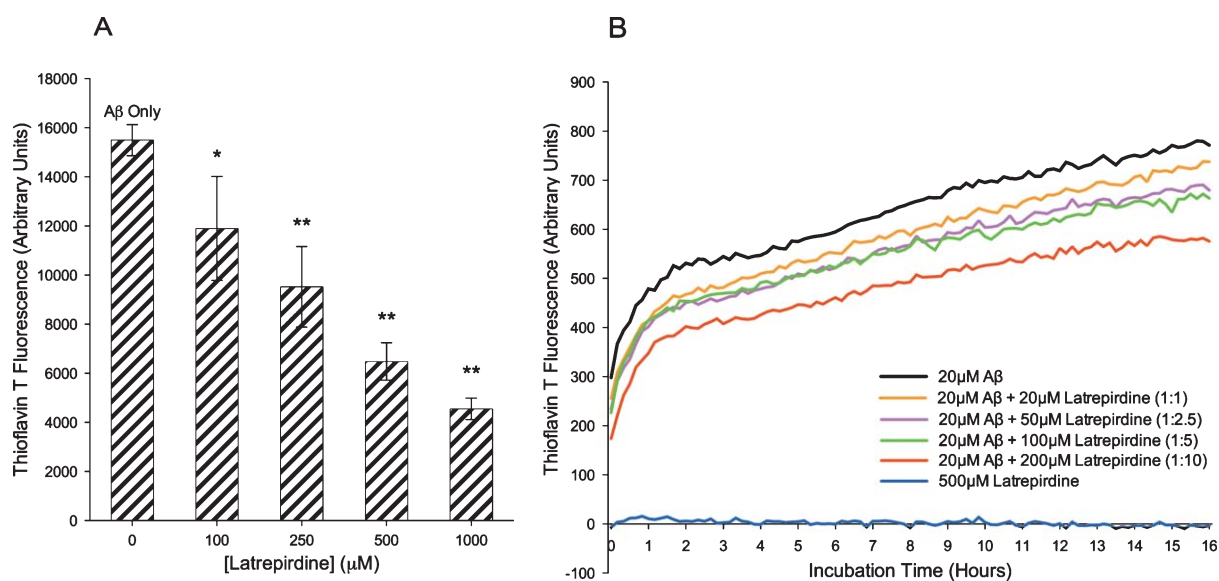 A
Thioflavin T Fluorescence (Arbitrary Units)
18000
16000
14000
12000
10000
8000
6000
4000
2000
0
Aβ Only
*
**
**
**
0 100 250 500 1000
[Latrepirdine] (µM)
B
Thioflavin T Fluorescence (Arbitrary Units)
900
800
700
600
500
400
300
200
100
0
-100
20µM Aβ
20µM Aβ + 20µM Latrepirdine (1:1)
20µM Aβ + 50µM Latrepirdine (1:2.5)
20µM Aβ + 100µM Latrepirdine (1:5)
20µM Aβ + 200µM Latrepirdine (1:10)
500µM Latrepirdine
0 1 2 3 4 5 6 7 8 9 10 11 12 13 14 15 16
Incubation Time (Hours)